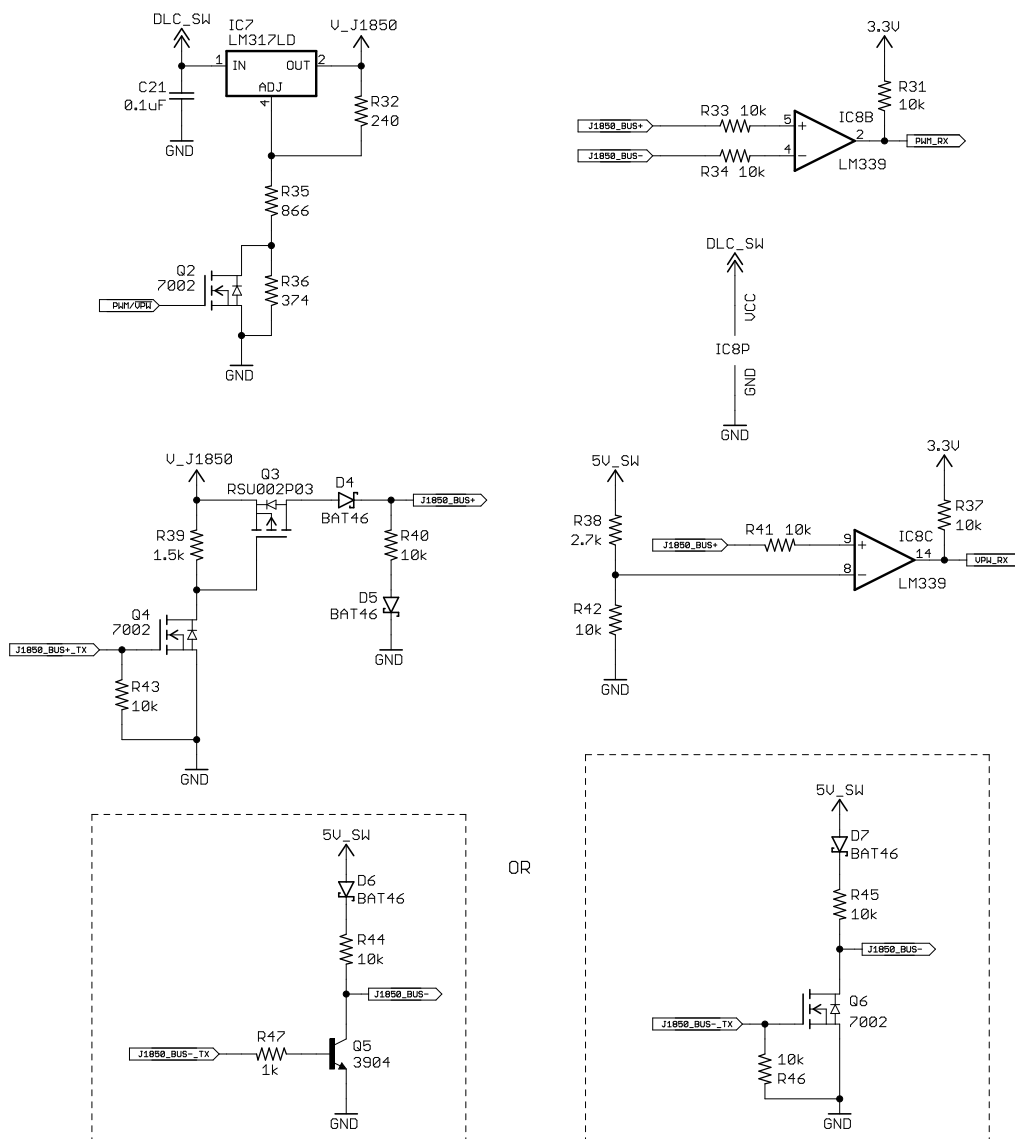 DLC_SW
IC7
LM317LD
V_J1850
1
IN
OUT
2
ADJ
4
C21
0.1uF
GND
R32
240
R35
866
Q2
7002
PWM/VPW
R36
374
GND
3.3V
R31
10k
J1850_BUS+
R33 10k
5
+
IC8B
2
PWM_RX
J1850_BUS-
4
-
R34 10k
LM339
DLC_SW
VCC
IC8P
GND
GND
V_J1850
Q3
RSU002P03
D4
BAT46
J1850_BUS+
R39
1.5k
R40
10k
D5
BAT46
GND
Q4
7002
J1850_BUS+_TX
R43
10k
GND
5V_SW
3.3V
R38
2.7k
R37
10k
J1850_BUS+
R41 10k
9
+
IC8C
14
VPW_RX
8
-
LM339
R42
10k
GND
5V_SW
D6
BAT46
R44
10k
J1850_BUS-
J1850_BUS-_TX
R47
1k
Q5
3904
GND
OR
5V_SW
D7
BAT46
R45
10k
J1850_BUS-
Q6
7002
J1850_BUS-_TX
10k
R46
GND